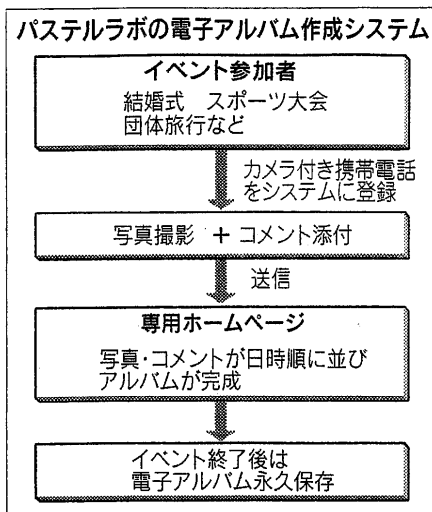 パステルラボの電子アルバム作成システム
イベント参加者
結婚式 スポーツ大会
団体旅行など
カメラ付き携帯電話
をシステムに登録
写真撮影 + コメント添付
送信
専用ホームページ
写真・コメントが日時順に並び
アルバムが完成
イベント終了後は
電子アルバム永久保存